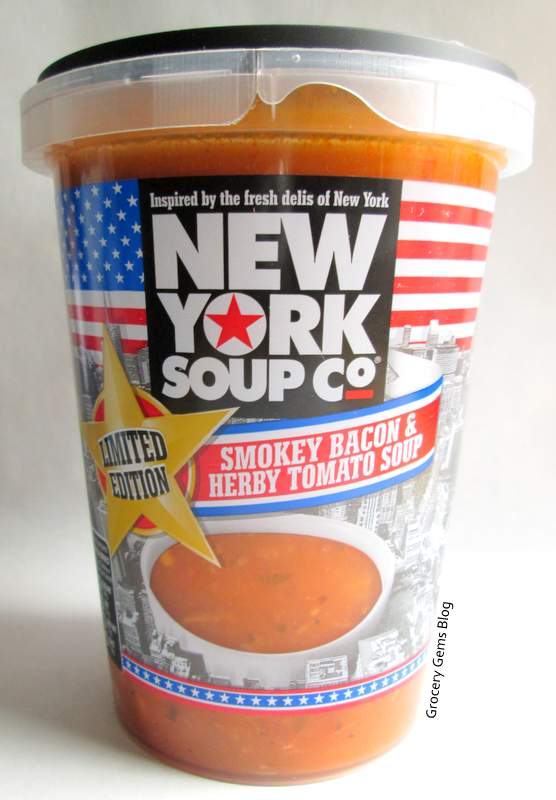 Inspired by the fresh delis of New York
NEW
YORK
SOUP Co®
LIMITED
EDITION
SMOKEY BACON &
HERBY TOMATO SOUP
Grocery Gems Blog